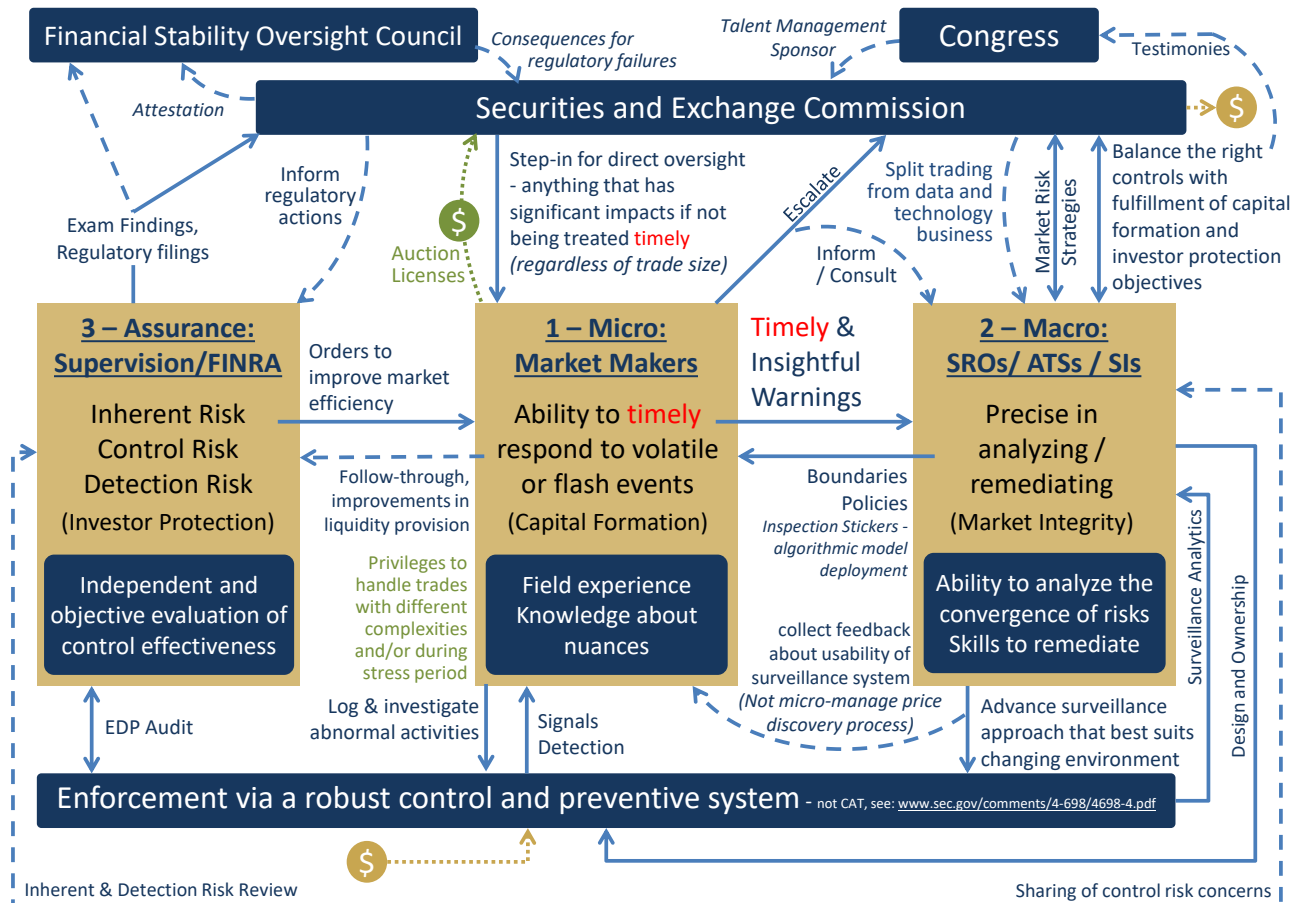 Financial Stability Oversight Council
Consequences for
regulatory failures
Talent Management
Sponsor
Congress
Testimonies
Attestation
Securities and Exchange Commission
$
Exam Findings,
Regulatory filings
Inform
regulatory
actions
$
Auction
Licenses
Step-in for direct oversight
- anything that has
significant impacts if not
being treated timely
(regardless of trade size)
Escalate
Inform
/ Consult
Split trading
from data and
technology
business
Market Risk
Strategies
Balance the right
controls with
fulfillment of capital
formation and
investor protection
objectives
3 – Assurance:
Supervision/FINRA
Inherent Risk
Control Risk
Detection Risk
(Investor Protection)
Independent and
objective evaluation of
control effectiveness
Orders to
improve market
efficiency
Follow-through,
improvements in
liquidity provision
Privileges to
handle trades
with different
complexities
and/or during
stress period
1 – Micro:
Market Makers
Ability to timely
respond to volatile
or flash events
(Capital Formation)
Field experience
Knowledge about
nuances
Timely &
Insightful
Warnings
Boundaries
Policies
Inspection Stickers -
algorithmic model
deployment
collect feedback
about usability of
surveillance system
(Not micro-manage price
discovery process)
2 – Macro:
SROs/ ATSs / SIs
Precise in
analyzing /
remediating
(Market Integrity)
Ability to analyze the
convergence of risks
Skills to remediate
Surveillance Analytics
Design and Ownership
EDP Audit
Log & investigate
abnormal activities
Signals
Detection
Advance surveillance
approach that best suits
changing environment
Enforcement via a robust control and preventive system - not CAT, see: www.sec.gov/comments/4-698/4698-4.pdf
$
Inherent & Detection Risk Review
Sharing of control risk concerns